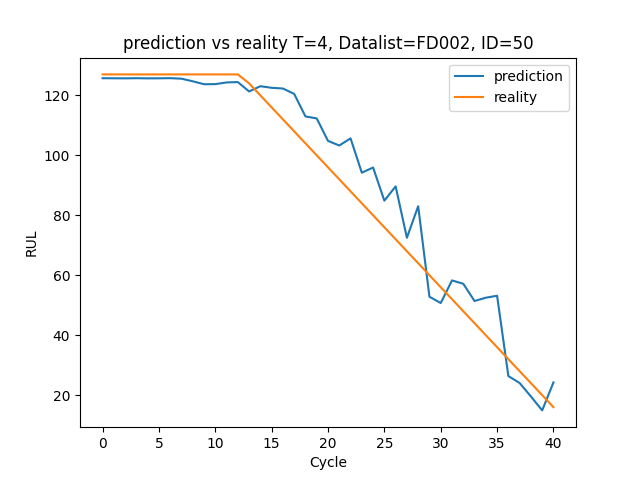 prediction vs reality T=4, Datalist=FD002, ID=50
prediction
reality
120
100
80
60
40
20
RUL
0 5 10 15 20 25 30 35 40
Cycle